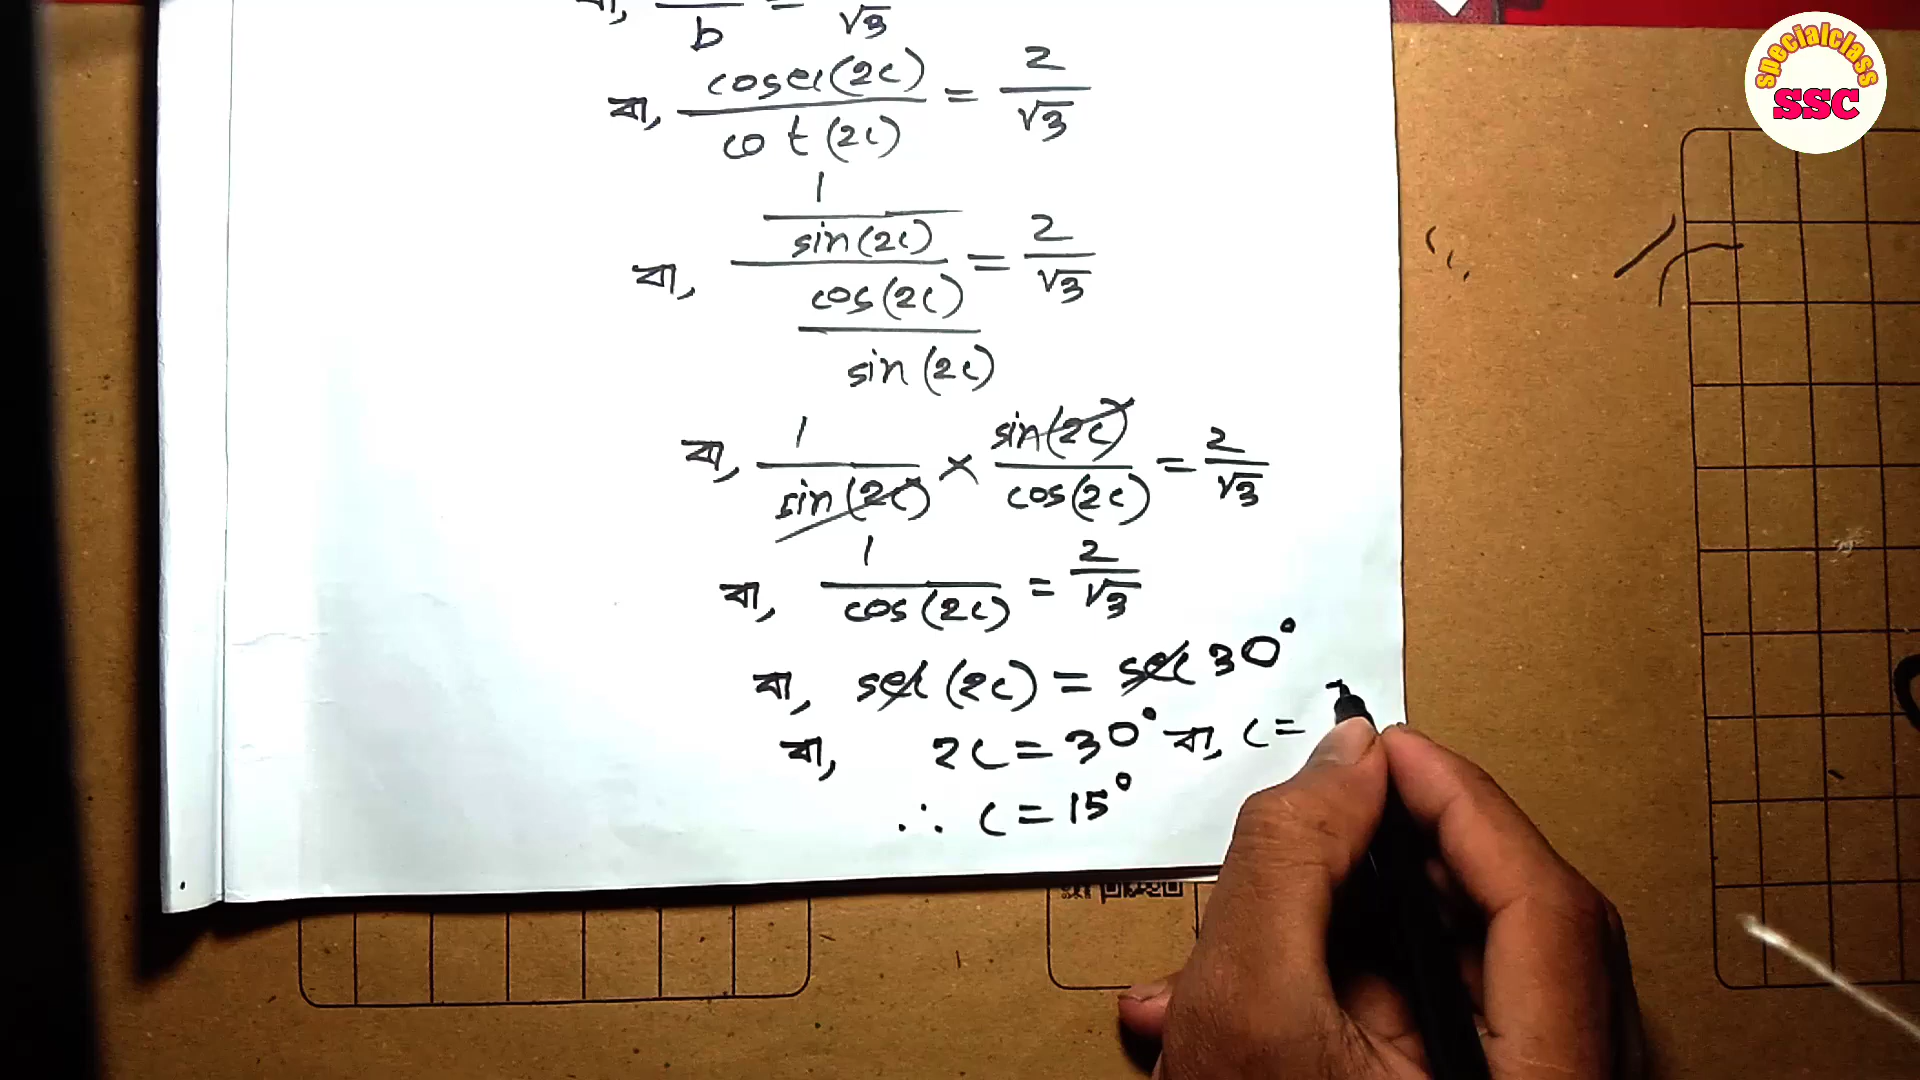 specialclass
SSC
বা, —/b = —/√3
বা, cosec(2C)/cot(2C) = 2/√3
বা, (1/sin(2C))/(cos(2C)/sin(2C)) = 2/√3
বা, 1/sin(2C) × sin(2C)/cos(2C) = 2/√3
বা, 1/cos(2C) = 2/√3
বা, sec(2C) = sec 30°
বা, 2C = 30° বা, C =
∴ C = 15°